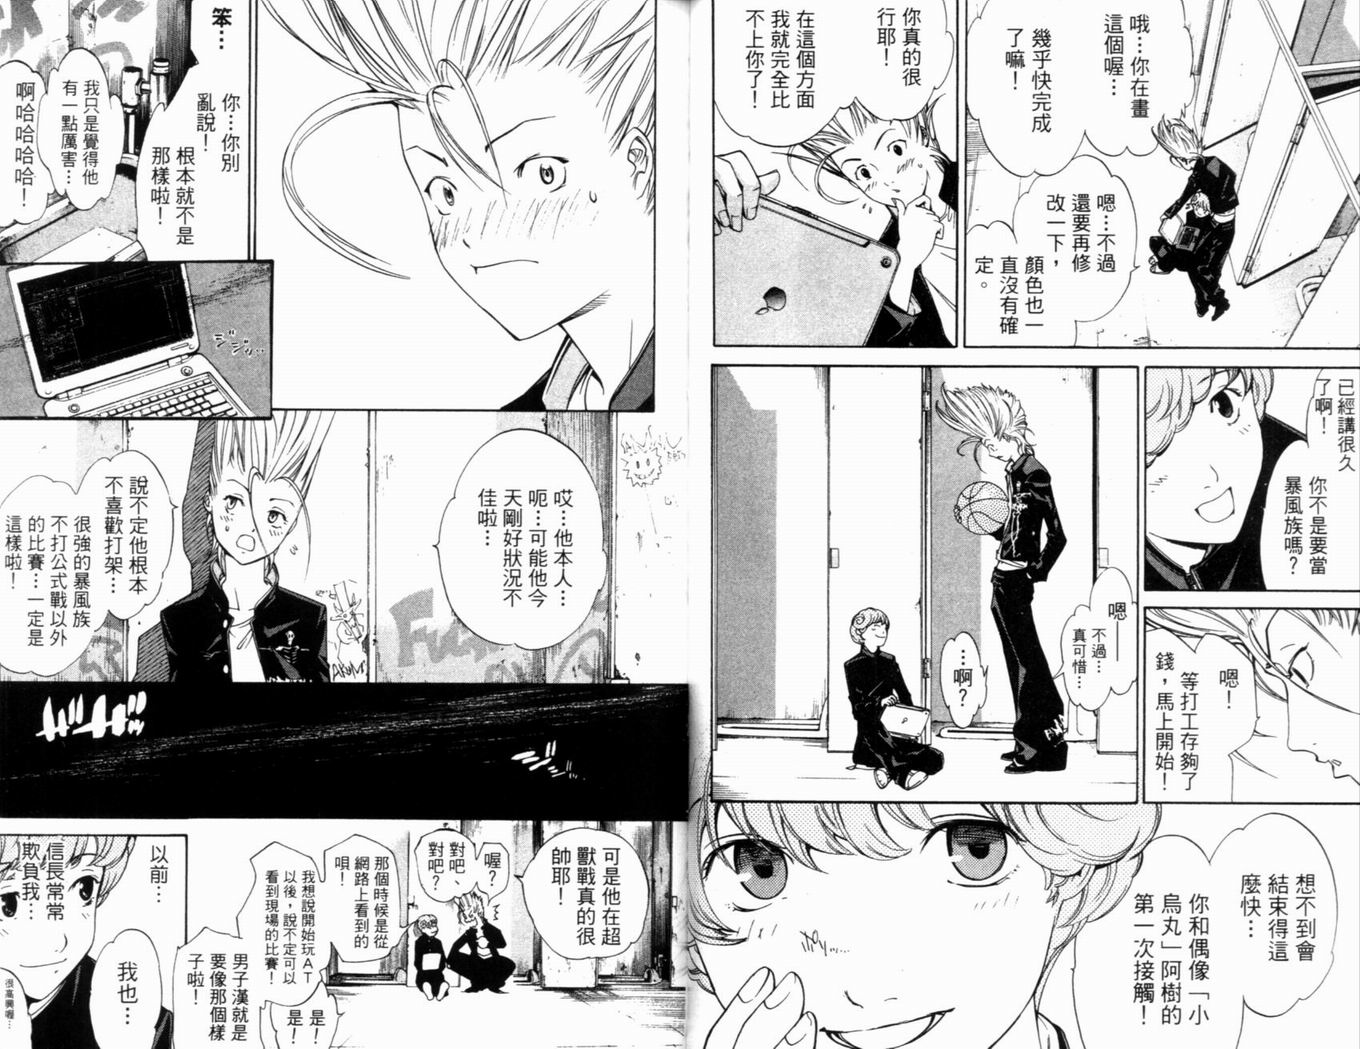 哦…你在畫
這個喔…
幾乎快完成
了嘛！
嗯…不過
還要再修
改一下，
顏色也一
直沒有確
定。
你真的很
行耶！
在這個方面
我就完全比
不上你了！
已經講很久
了啊！
你不是要當
暴風族嗎？
嗯！
等打工存夠了
錢，馬上開始！
嗯──
不過…
真可惜…
…啊？
想不到會
結束得這
麼快…
你和偶像「小
烏丸」阿樹的
第一次接觸！
笨…
你…你別
亂說！
根本就不是
那樣啦！
我只是覺得他
有一點厲害…
啊哈哈哈哈！
ジジッ…
哎…他本人…
呃…可能他今
天剛好狀況不
佳啦…
說不定他根本
不喜歡打架…
很強的暴風族
不打公式戰以外
的比賽…一定是
這樣啦！
可是他在超
獸戰真的很
帥耶！
喔？
對吧、
對吧？
那個時候是從
網路上看到的
唄！
我想說開始玩AT
以後，說不定可以
看到現場的比賽！
是！
是！
男子漢就是
要像那個樣
子啦！
以前…
信長常常
欺負我…
我也…
很高興喔…